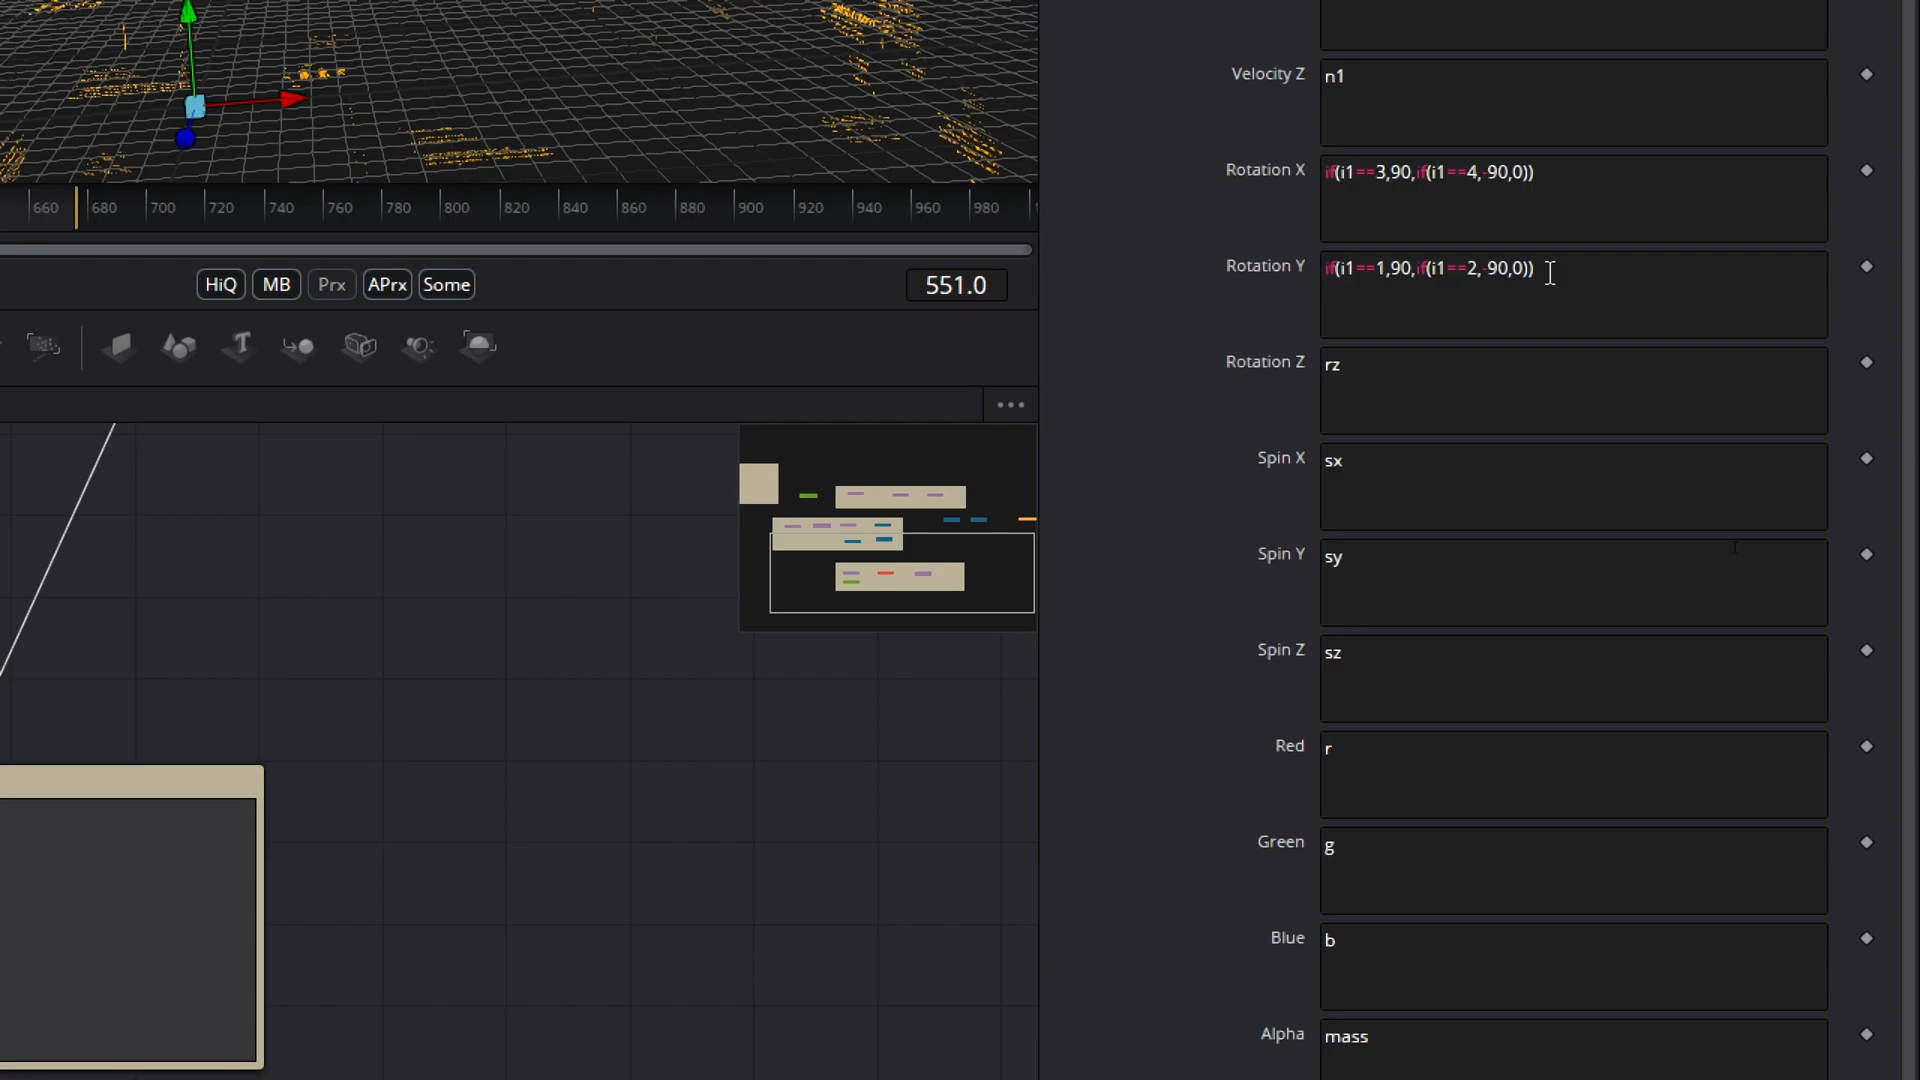 Velocity Z n1
Rotation X if(i1==3,90,if(i1==4,-90,0))
660 680 700 720 740 760 780 800 820 840 860 880 900 920 940 960 980
Rotation Y if(i1==1,90,if(i1==2,-90,0))
HiQ MB Prx APrx Some 551.0
Rotation Z rz
Spin X sx
Spin Y sy
Spin Z sz
Red r
Green g
Blue b
Alpha mass